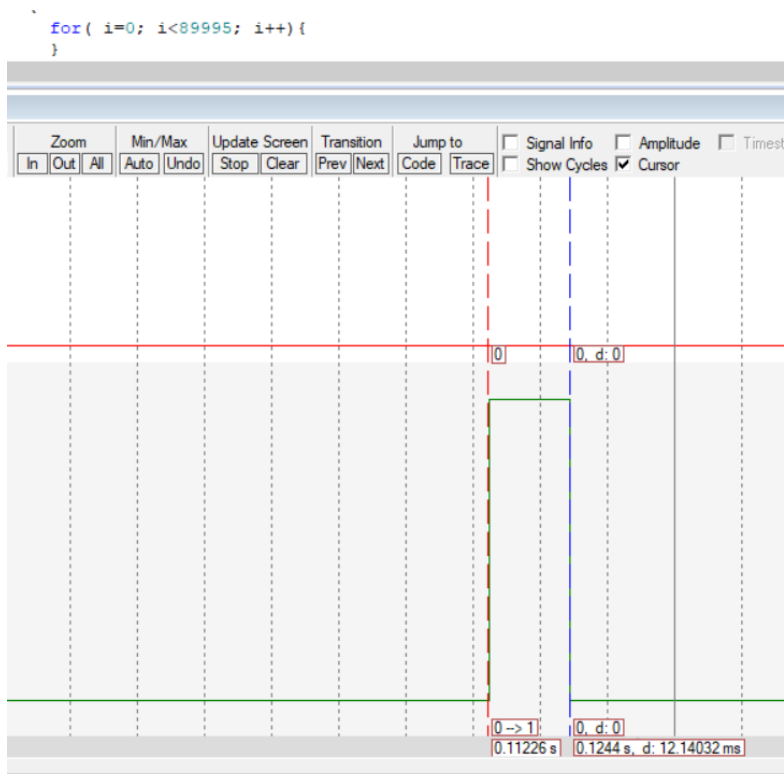 for( i=0; i<89995; i++){
}
Zoom Min/Max Update Screen Transition Jump to Signal Info Amplitude Timest
In Out All Auto Undo Stop Clear Prev Next Code Trace Show Cycles Cursor
0 0, d: 0
0 --> 1 0, d: 0
0.11226 s 0.1244 s, d: 12.14032 ms